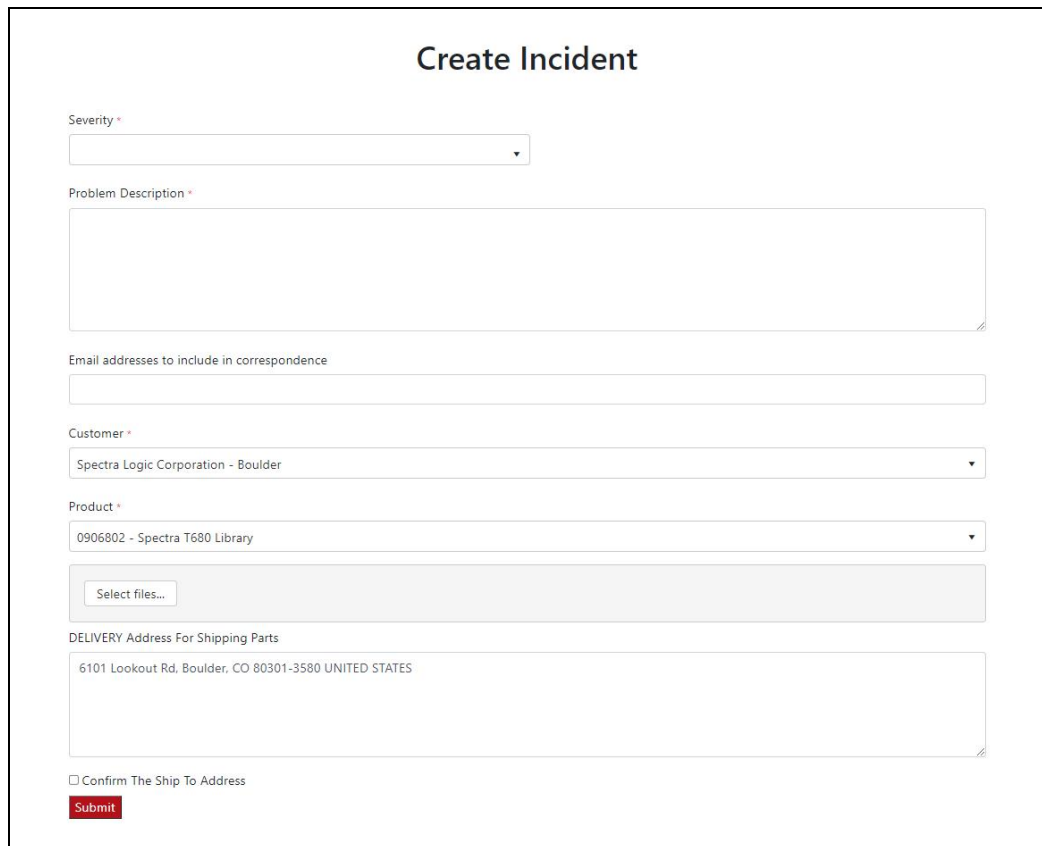 Create Incident
Severity *
Problem Description *
Email addresses to include in correspondence
Customer *
Spectra Logic Corporation - Boulder
Product *
0906802 - Spectra T680 Library
Select files...
DELIVERY Address For Shipping Parts
6101 Lookout Rd, Boulder, CO 80301-3580 UNITED STATES
Confirm The Ship To Address
Submit